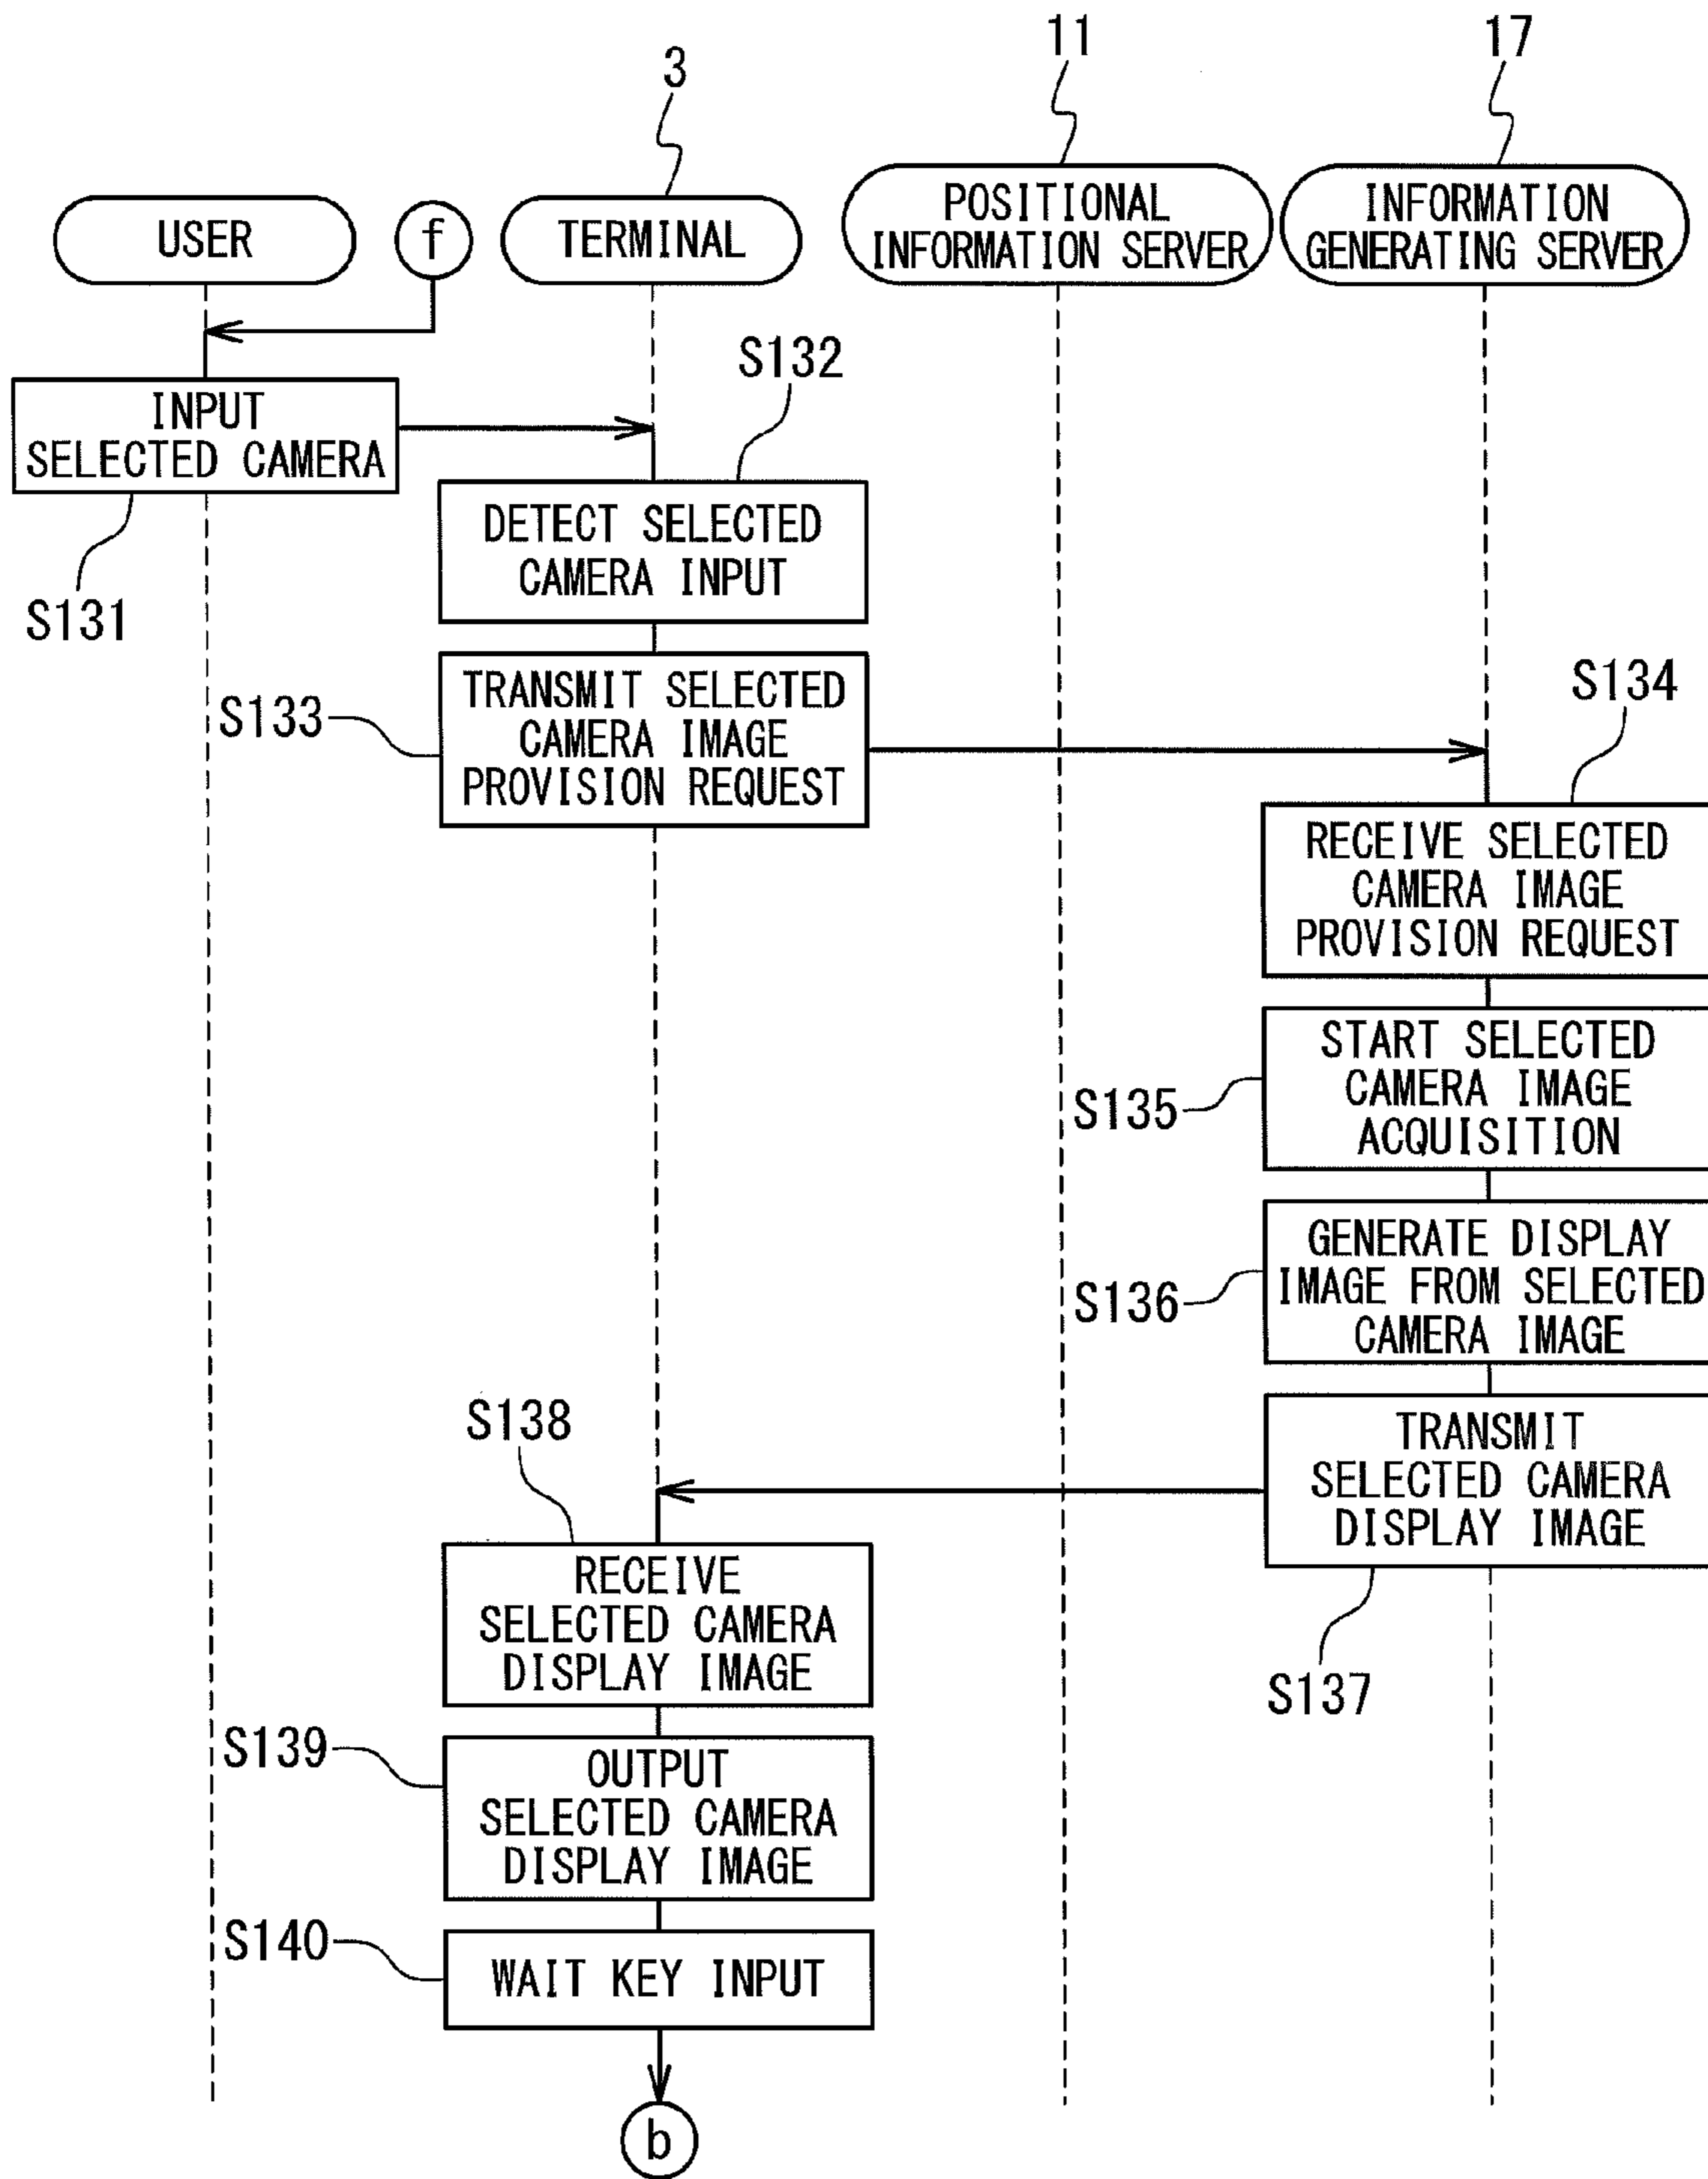 3
11
17
USER
f
TERMINAL
POSITIONAL
INFORMATION SERVER
INFORMATION
GENERATING SERVER
INPUT
SELECTED CAMERA
S131
S132
DETECT SELECTED
CAMERA INPUT
S133
TRANSMIT SELECTED
CAMERA IMAGE
PROVISION REQUEST
S134
RECEIVE SELECTED
CAMERA IMAGE
PROVISION REQUEST
S135
START SELECTED
CAMERA IMAGE
ACQUISITION
S136
GENERATE DISPLAY
IMAGE FROM SELECTED
CAMERA IMAGE
TRANSMIT
SELECTED CAMERA
DISPLAY IMAGE
S137
S138
RECEIVE
SELECTED CAMERA
DISPLAY IMAGE
S139
OUTPUT
SELECTED CAMERA
DISPLAY IMAGE
S140
WAIT KEY INPUT
b